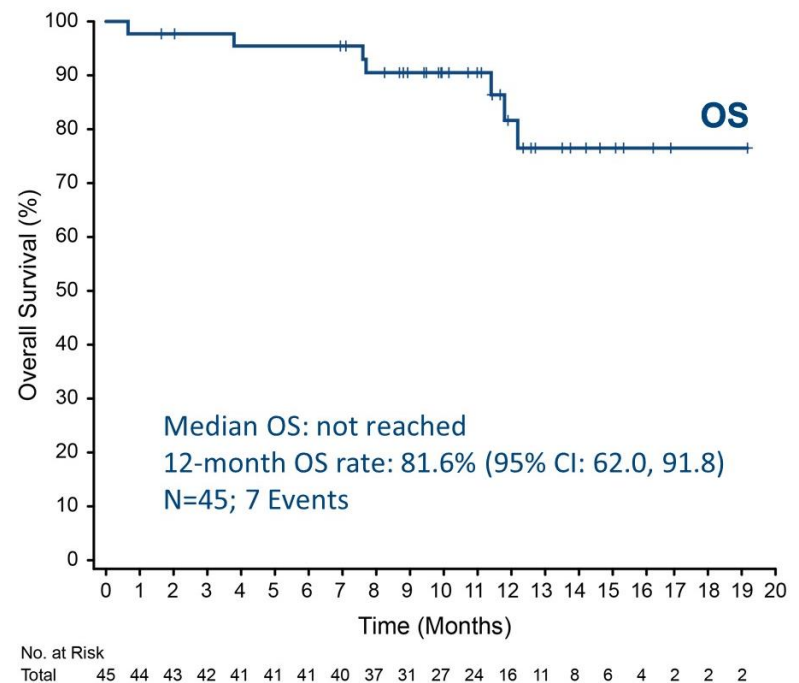 100
90
80
70
60
50
40
30
20
10
0
Overall Survival (%)
OS
Median OS: not reached
12-month OS rate: 81.6% (95% CI: 62.0, 91.8)
N=45; 7 Events
0 1 2 3 4 5 6 7 8 9 10 11 12 13 14 15 16 17 18 19 20
Time (Months)
No. at Risk
Total 45 44 43 42 41 41 41 40 37 31 27 24 16 11 8 6 4 2 2 2